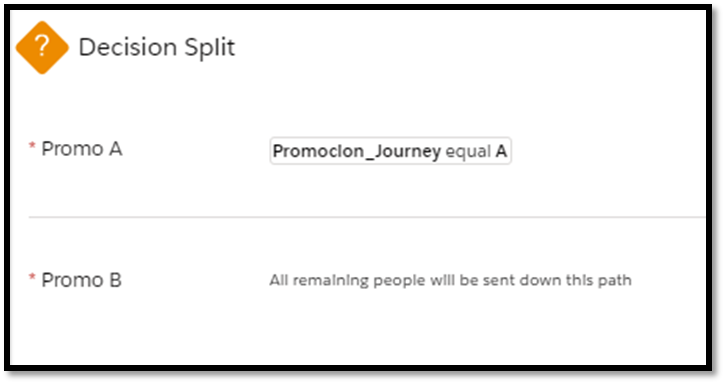 ?
Decision Split
* Promo A
Promocion_Journey equal A
* Promo B
All remaining people will be sent down this path